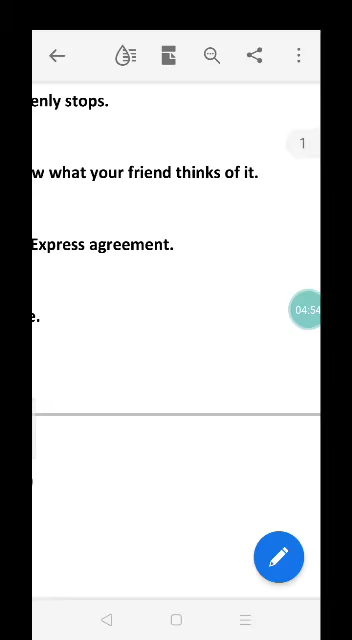 enly stops.
1
w what your friend thinks of it.
Express agreement.
04:54
e.